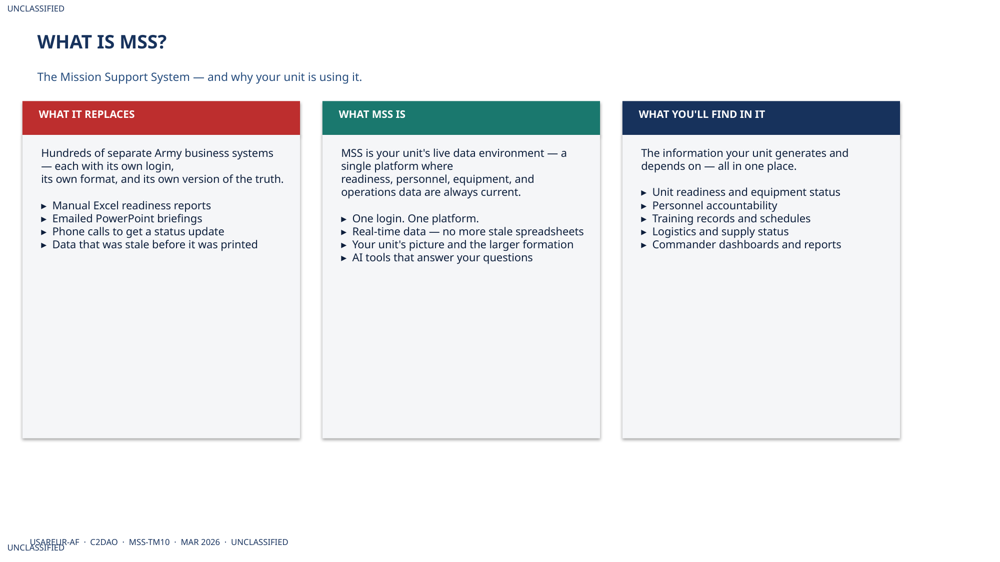 UNCLASSIFIED
WHAT IS MSS?
The Mission Support System — and why your unit is using it.
WHAT IT REPLACES
Hundreds of separate Army business systems
— each with its own login,
its own format, and its own version of the truth.
▸ Manual Excel readiness reports
▸ Emailed PowerPoint briefings
▸ Phone calls to get a status update
▸ Data that was stale before it was printed
WHAT MSS IS
MSS is your unit's live data environment — a
single platform where
readiness, personnel, equipment, and
operations data are always current.
▸ One login. One platform.
▸ Real-time data — no more stale spreadsheets
▸ Your unit's picture and the larger formation
▸ AI tools that answer your questions
WHAT YOU'LL FIND IN IT
The information your unit generates and
depends on — all in one place.
▸ Unit readiness and equipment status
▸ Personnel accountability
▸ Training records and schedules
▸ Logistics and supply status
▸ Commander dashboards and reports
USAREUR-AF · C2DAO · MSS-TM10 · MAR 2026 · UNCLASSIFIED
UNCLASSIFIED